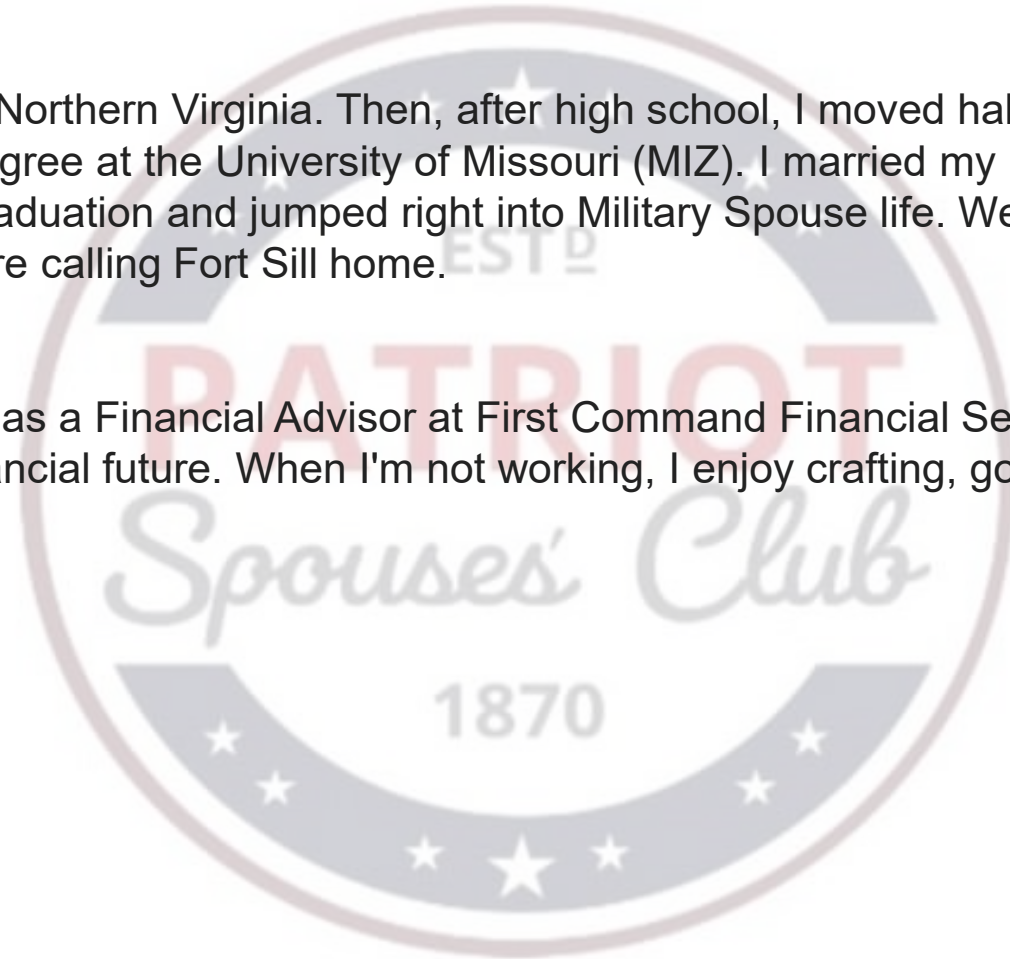 Northern Virginia. Then, after high school, I moved hal
gree at the University of Missouri (MIZ). I married my
aduation and jumped right into Military Spouse life. We
ESTD
re calling Fort Sill home.
PATRIOT
as a Financial Advisor at First Command Financial Se
ncial future. When I'm not working, I enjoy crafting, go
Spouses' Club
1870